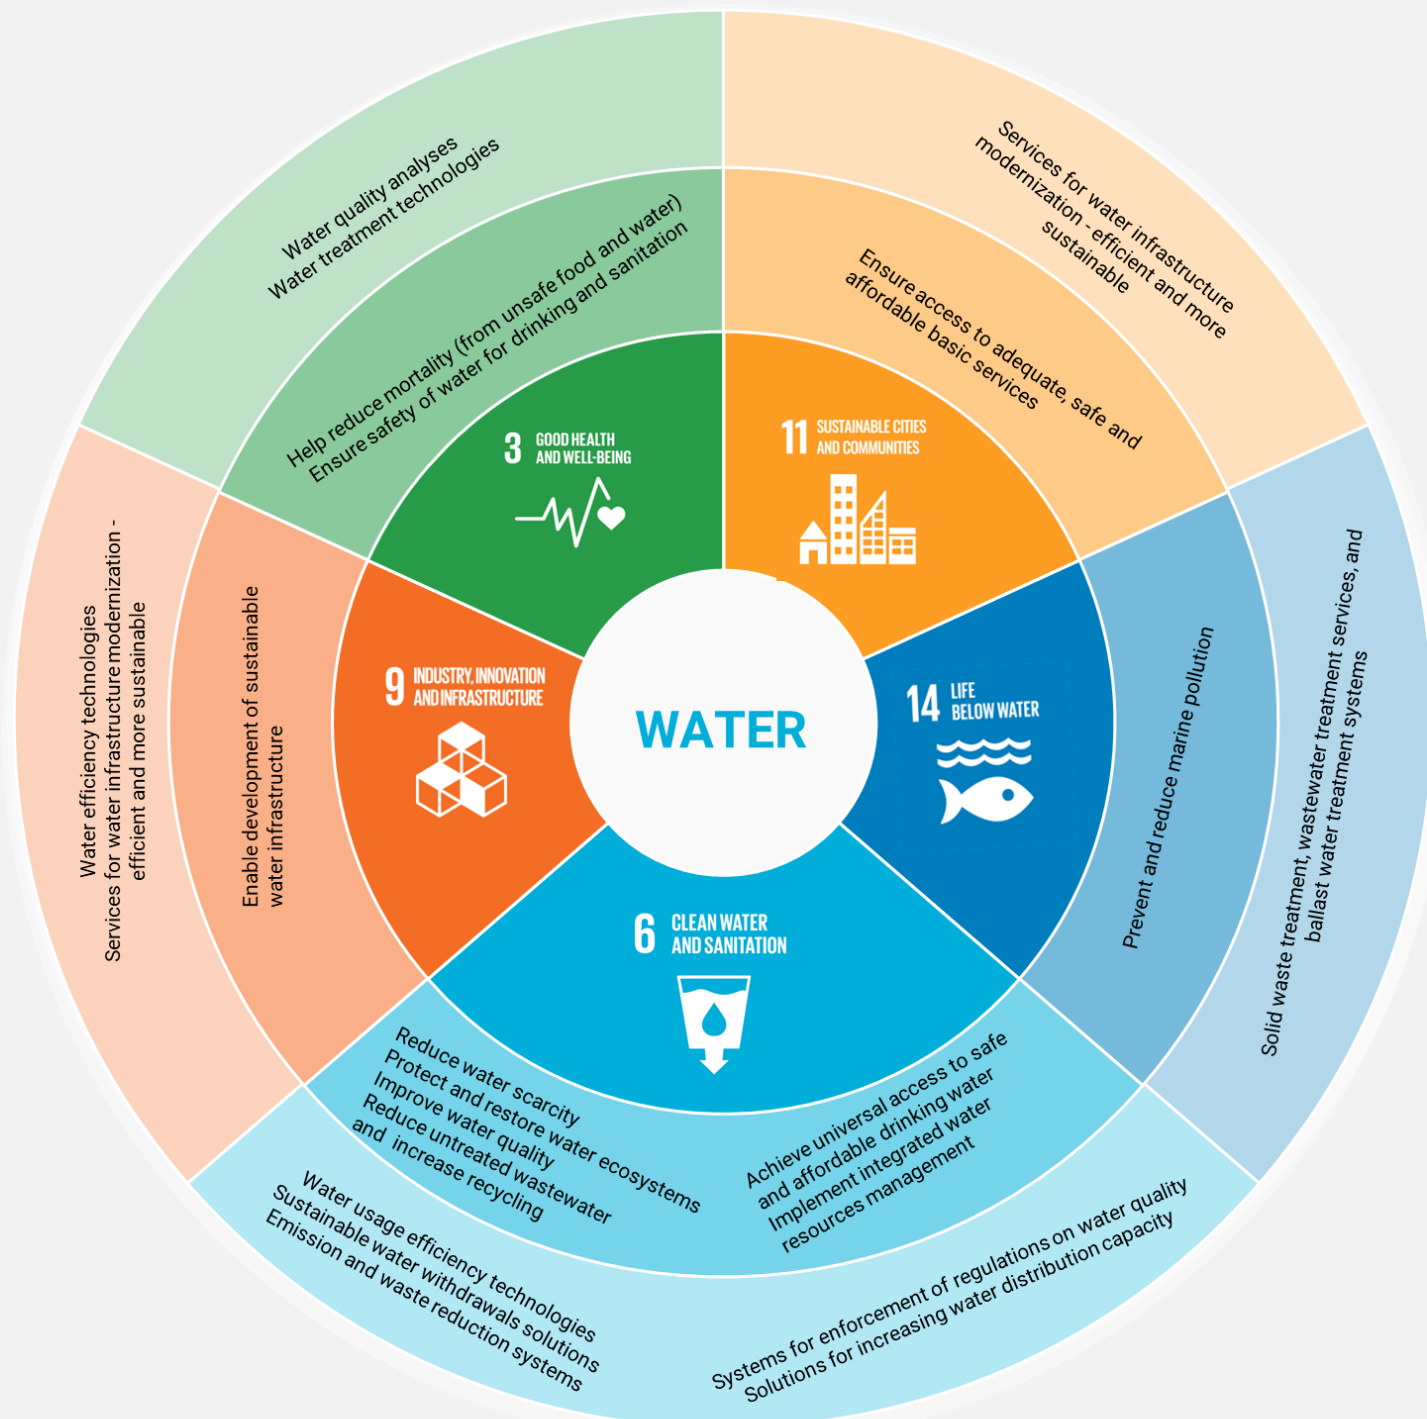 WATER
3
GOOD HEALTH
AND WELL-BEING
Help reduce mortality (from unsafe food and water)
Ensure safety of water for drinking and sanitation
Water quality analyses
Water treatment technologies
11
SUSTAINABLE CITIES
AND COMMUNITIES
Ensure access to adequate, safe and
affordable basic services
Services for water infrastructure
modernization - efficient and more
sustainable
14
LIFE
BELOW WATER
Prevent and reduce marine pollution
Solid waste treatment, wastewater treatment services, and
ballast water treatment systems
6
CLEAN WATER
AND SANITATION
Reduce water scarcity
Protect and restore water ecosystems
Improve water quality
Reduce untreated wastewater
and increase recycling
Achieve universal access to safe
and affordable drinking water
Implement integrated water
resources management
Water usage efficiency technologies
Sustainable water withdrawals solutions
Emission and waste reduction systems
Systems for enforcement of regulations on water quality
Solutions for increasing water distribution capacity
9
INDUSTRY, INNOVATION
AND INFRASTRUCTURE
Enable development of sustainable
water infrastructure
Water efficiency technologies
Services for water infrastructure modernization -
efficient and more sustainable